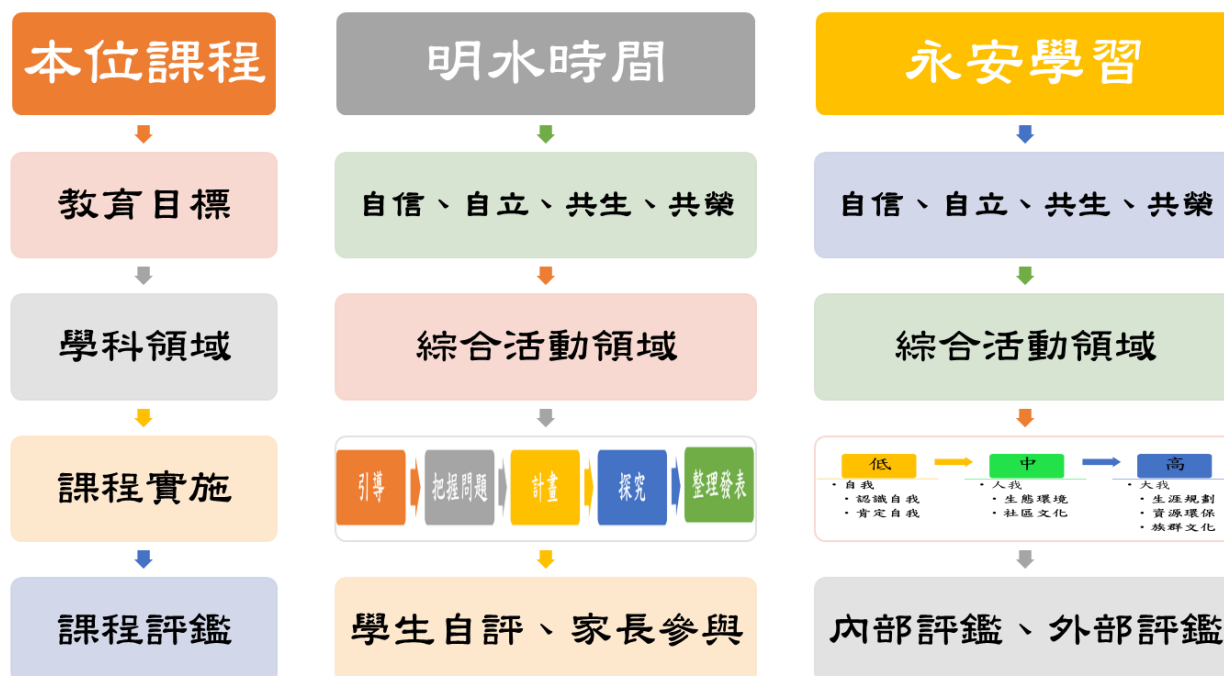 本位課程
明水時間
永安學習
教育目標
自信、自立、共生、共榮
自信、自立、共生、共榮
學科領域
綜合活動領域
綜合活動領域
課程實施
引導
把握問題
計畫
探究
整理發表
低
中
高
・自我
・認識自我
・肯定自我
・人我
・生態環境
・社區文化
・大我
・生涯規劃
・資源環保
・族群文化
課程評鑑
學生自評、家長參與
內部評鑑、外部評鑑